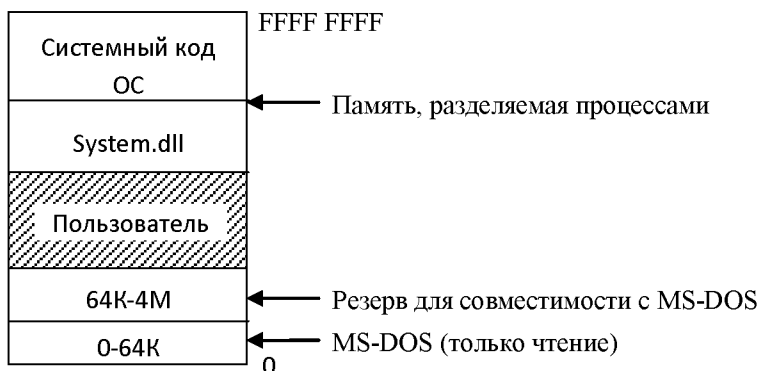 FFFF FFFF
Системный код
ОС
Память, разделяемая процессами
System.dll
Пользователь
64К-4М
Резерв для совместимости с MS-DOS
0-64К
MS-DOS (только чтение)
0